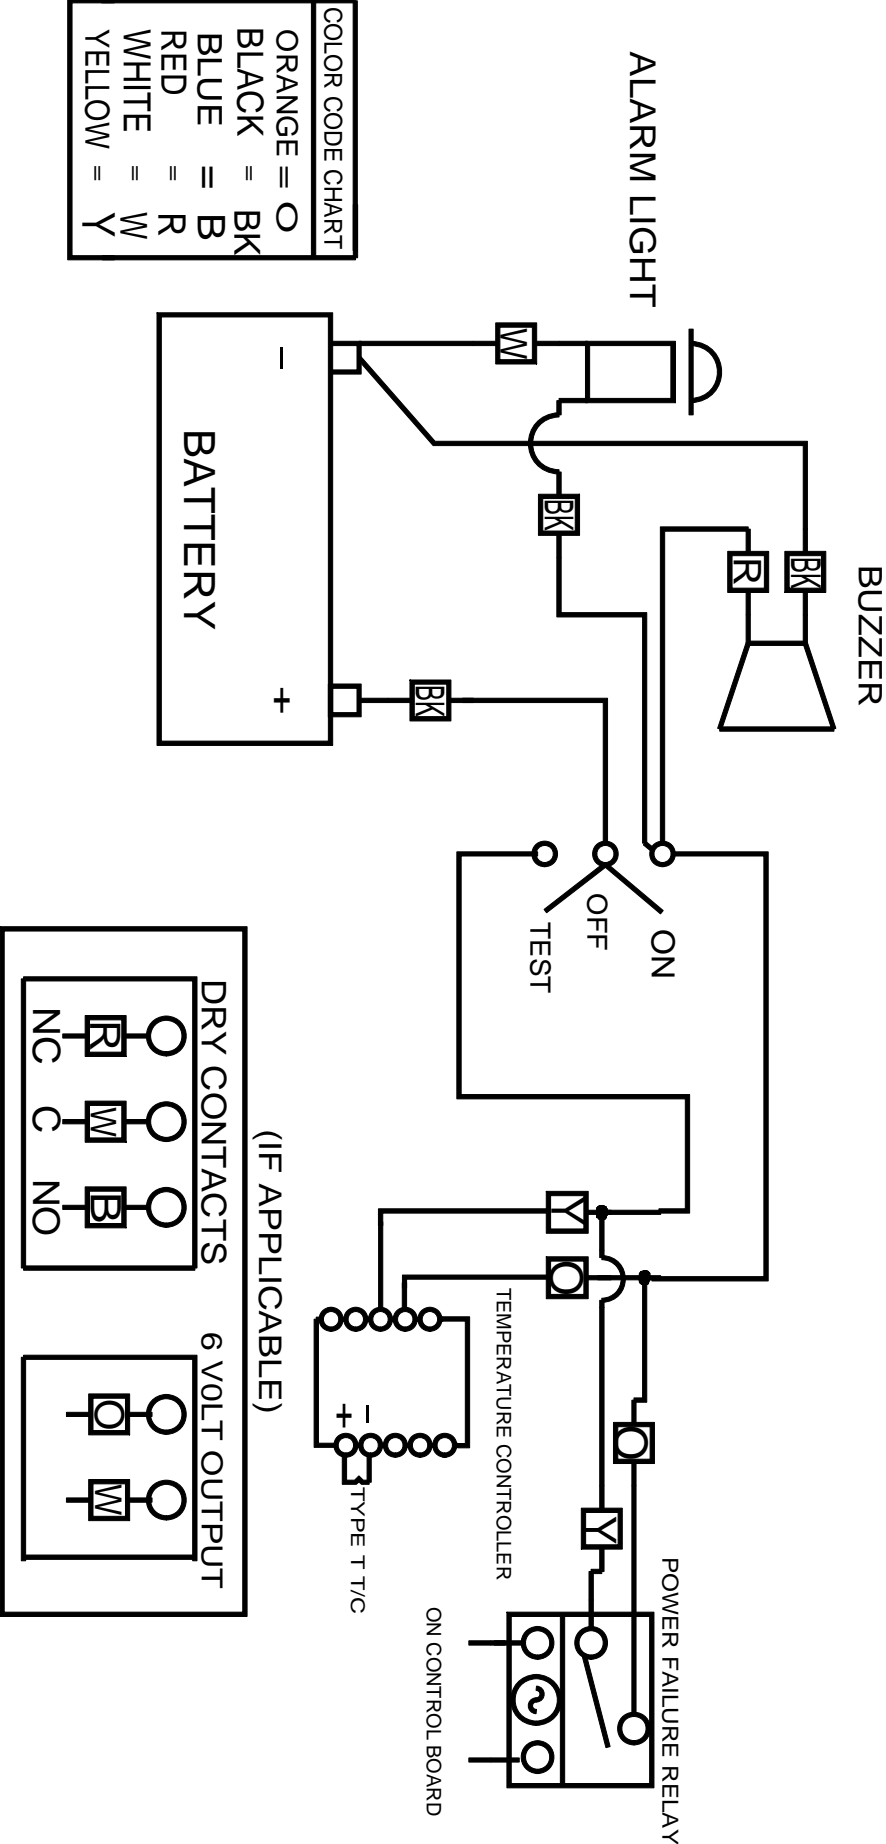 ALARM LIGHT
BUZZER
W
BK
R
BK
COLOR CODE CHART
ORANGE = O
BLACK = BK
BLUE = B
RED = R
WHITE = W
YELLOW = Y
−
BATTERY
+
BK
ON
OFF
TEST
Y
O
O
Y
TEMPERATURE CONTROLLER
+ −
TYPE T T/C
POWER FAILURE RELAY
ON CONTROL BOARD
(IF APPLICABLE)
DRY CONTACTS
R W B
NC C NO
6 V0LT OUTPUT
O W